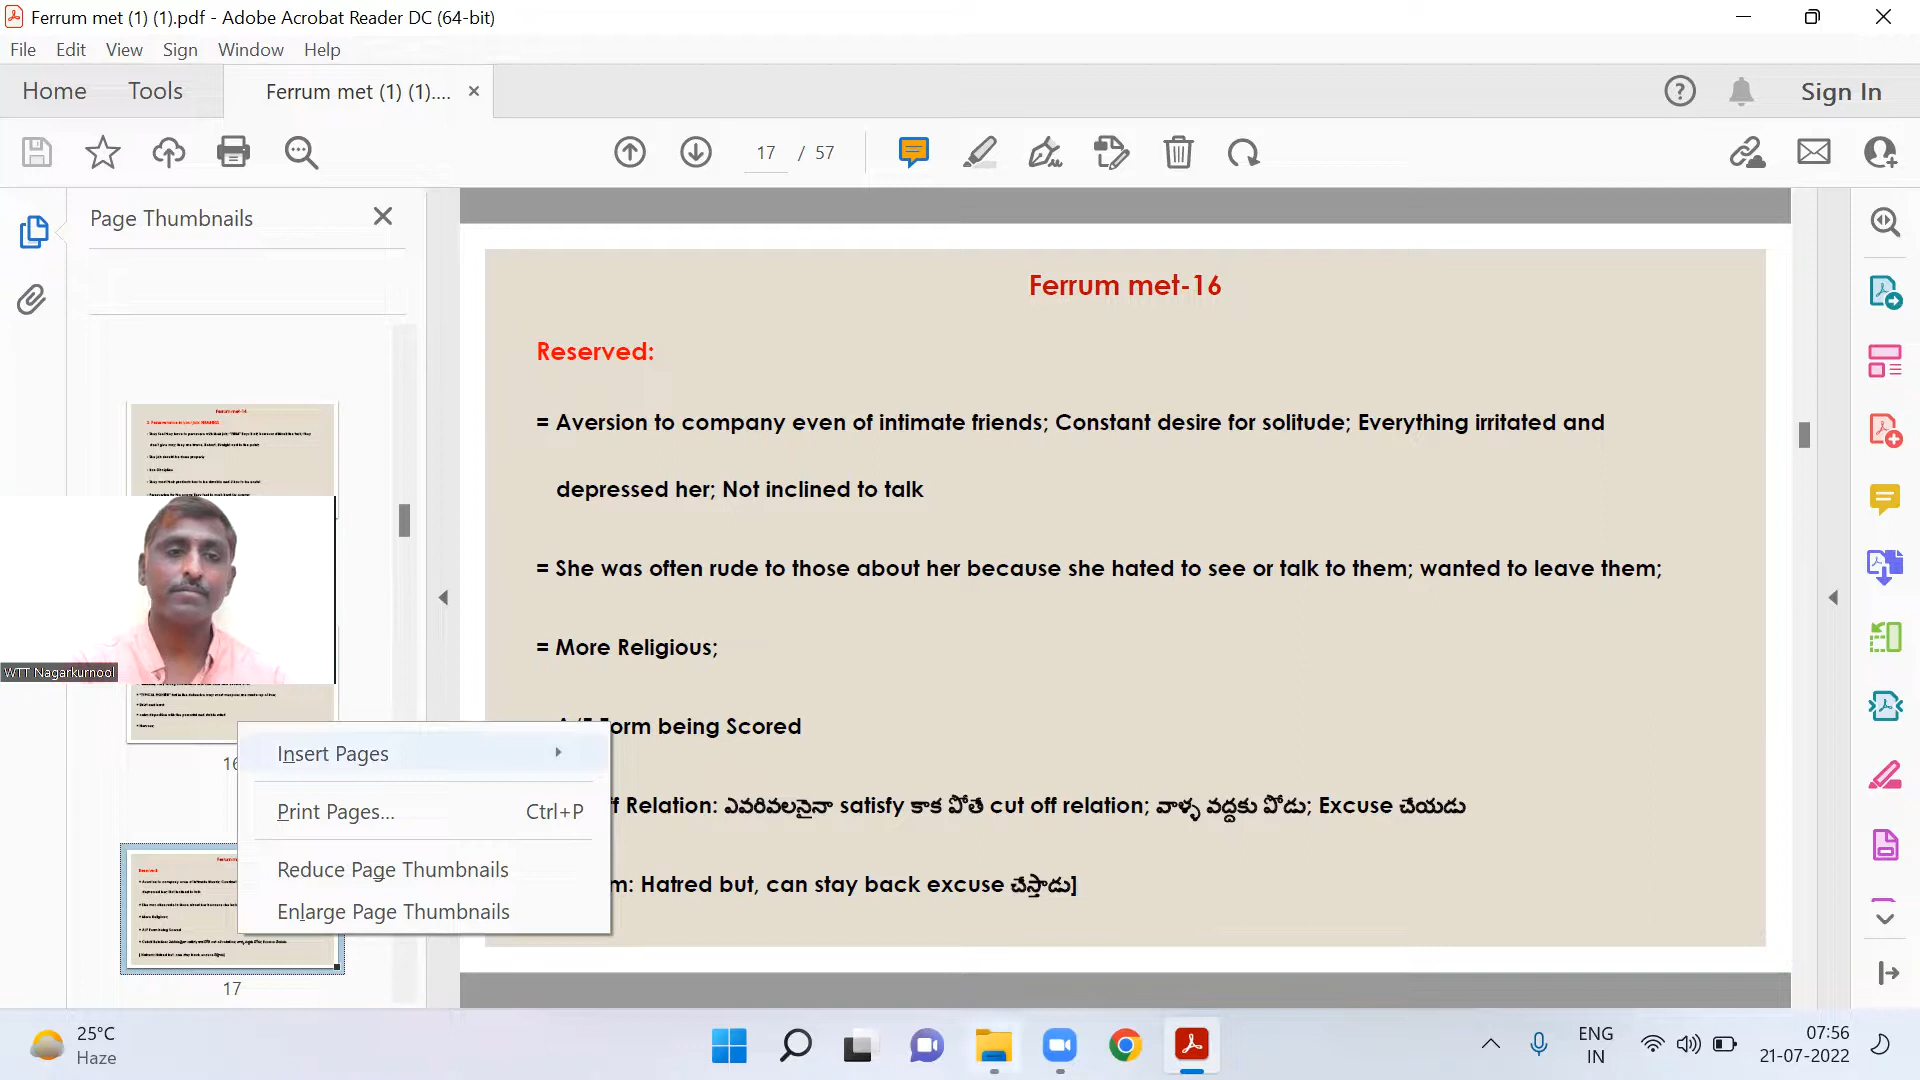 Ferrum met (1) (1).pdf - Adobe Acrobat Reader DC (64-bit)
File Edit View Sign Window Help
Home Tools Ferrum met (1) (1).... Sign In
17 / 57
Page Thumbnails
Ferrum met-16
Reserved:
= Aversion to company even of intimate friends; Constant desire for solitude; Everything irritated and
depressed her; Not inclined to talk
= She was often rude to those about her because she hated to see or talk to them; wanted to leave them;
= More Religious;
Form being Scored
Relation: ఎవరివలనైనా satisfy కాక పోతే cut off relation; వాళ్ళ వద్దకు పోడు; Excuse చేయడు
Hatred but, can stay back excuse చేస్తాడు]
WTT Nagarkurnool
Insert Pages
Print Pages... Ctrl+P
Reduce Page Thumbnails
Enlarge Page Thumbnails
17
25°C
Haze
ENG
IN
07:56
21-07-2022